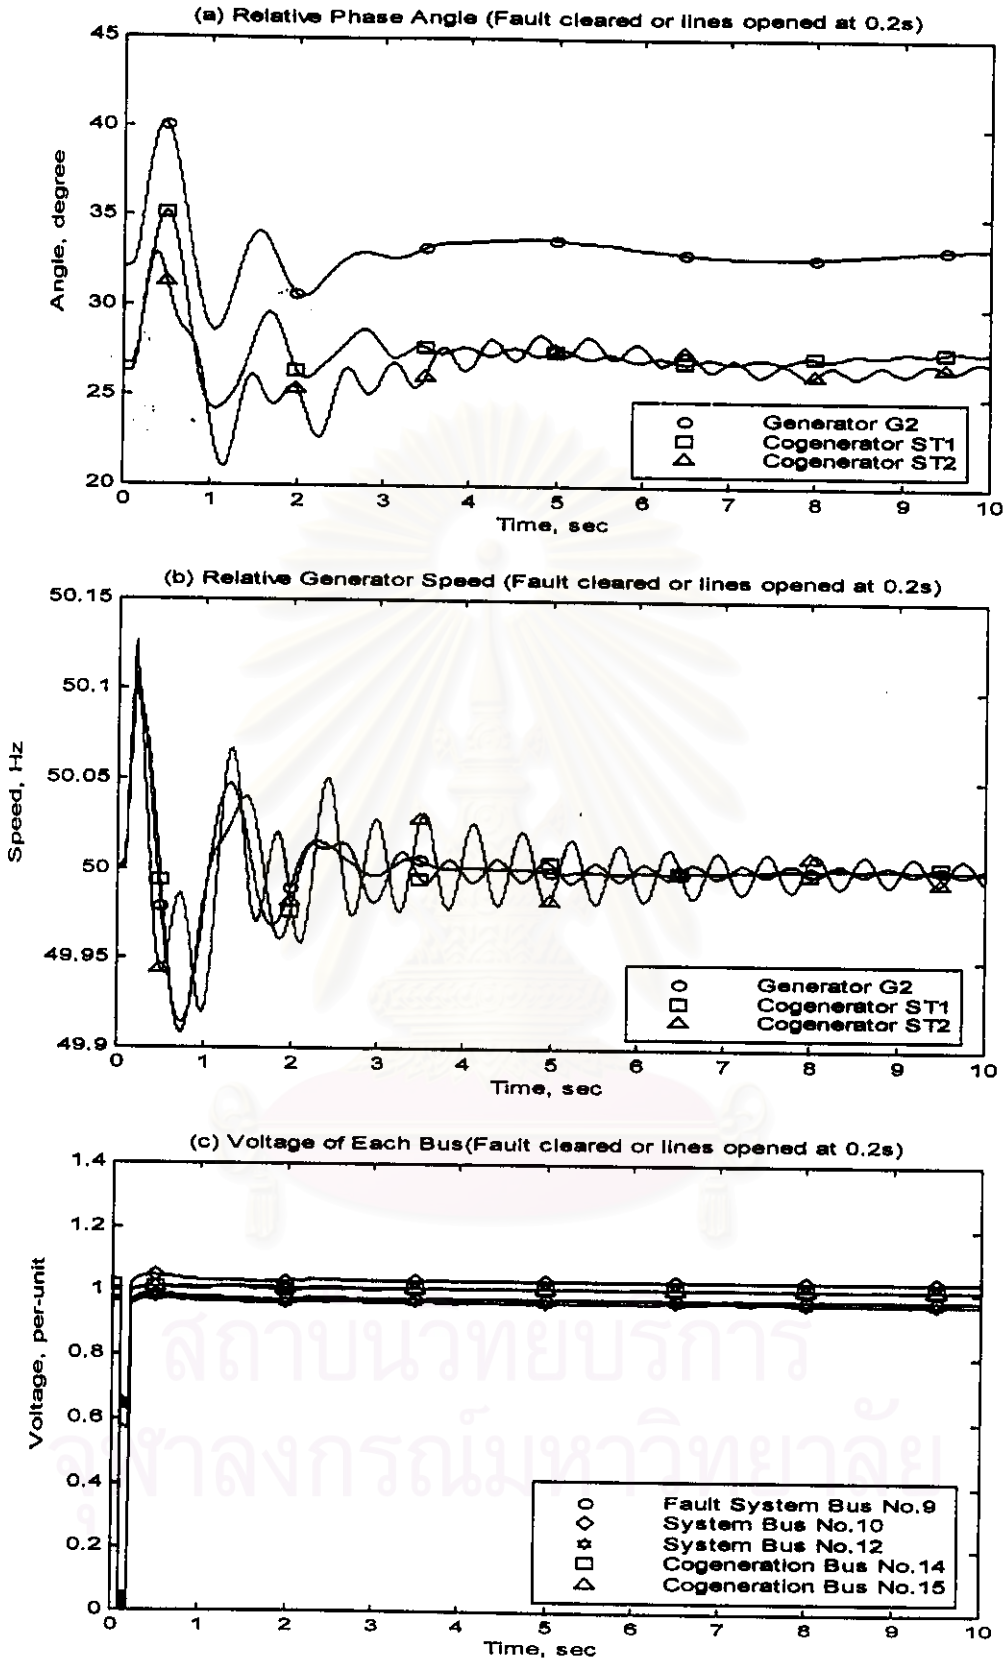 (a) Relative Phase Angle (Fault cleared or lines opened at 0.2s)
45
40
35
30
25
20
Angle, degree
0 1 2 3 4 5 6 7 8 9 10
Time, sec
Generator G2
Cogenerator ST1
Cogenerator ST2
(b) Relative Generator Speed (Fault cleared or lines opened at 0.2s)
50.15
50.1
50.05
50
49.95
49.9
Speed, Hz
0 1 2 3 4 5 6 7 8 9 10
Time, sec
Generator G2
Cogenerator ST1
Cogenerator ST2
(c) Voltage of Each Bus(Fault cleared or lines opened at 0.2s)
1.4
1.2
1
0.8
0.6
0.4
0.2
0
Voltage, per-unit
0 1 2 3 4 5 6 7 8 9 10
Time, sec
Fault System Bus No.9
System Bus No.10
System Bus No.12
Cogeneration Bus No.14
Cogeneration Bus No.15
สถาบันวิทยบริการ
จุฬาลงกรณ์มหาวิทยาลัย